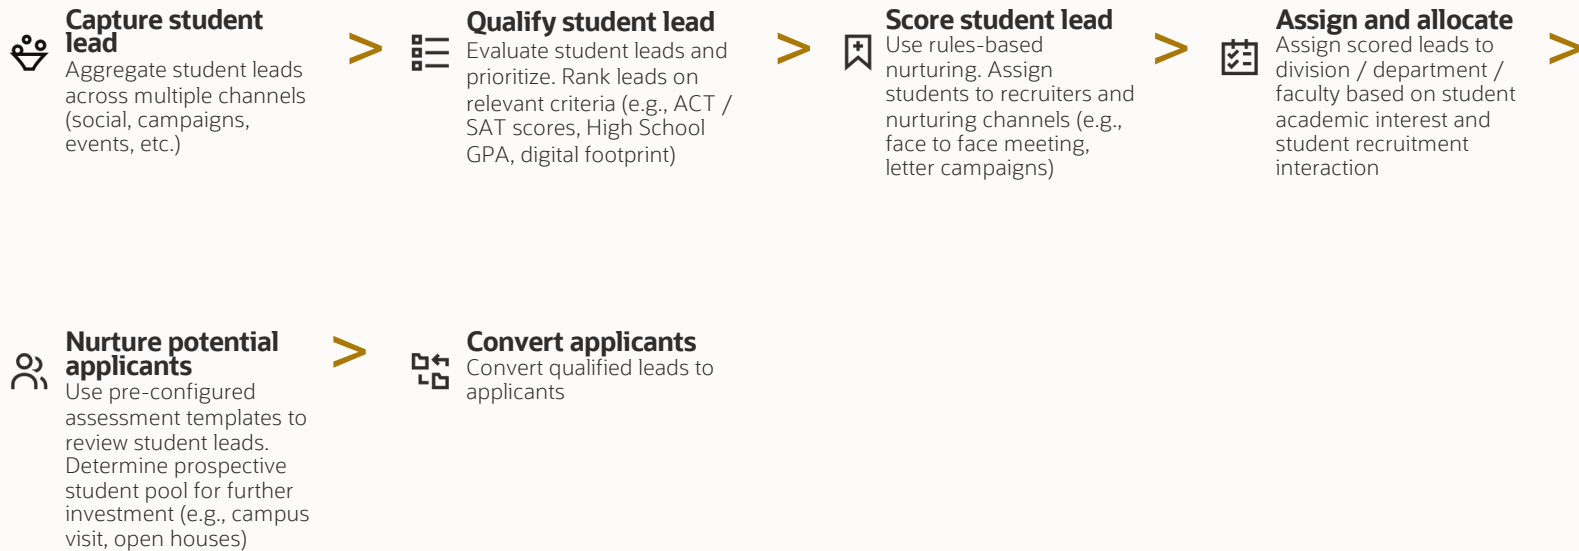 Capture student
lead
Aggregate student leads
across multiple channels
(social, campaigns,
events, etc.)
>
Qualify student lead
Evaluate student leads and
prioritize. Rank leads on
relevant criteria (e.g., ACT /
SAT scores, High School
GPA, digital footprint)
>
Score student lead
Use rules-based
nurturing. Assign
students to recruiters and
nurturing channels (e.g.,
face to face meeting,
letter campaigns)
>
Assign and allocate
Assign scored leads to
division / department /
faculty based on student
academic interest and
student recruitment
interaction
>
Nurture potential
applicants
Use pre-configured
assessment templates to
review student leads.
Determine prospective
student pool for further
investment (e.g., campus
visit, open houses)
>
Convert applicants
Convert qualified leads to
applicants